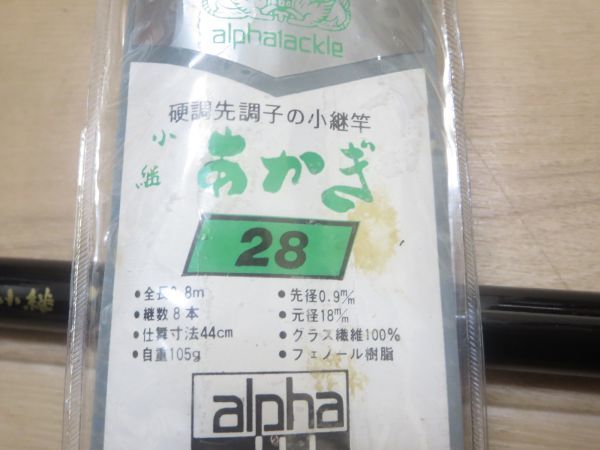 alphatackle
硬調先調子の小継竿
小継
あかぎ
28
・全長2.8m
・継数8本
・仕舞寸法44cm
・自重105g
・先径0.9m/m
・元径18m/m
・グラス繊維100%
・フェノール樹脂
alpha
小継